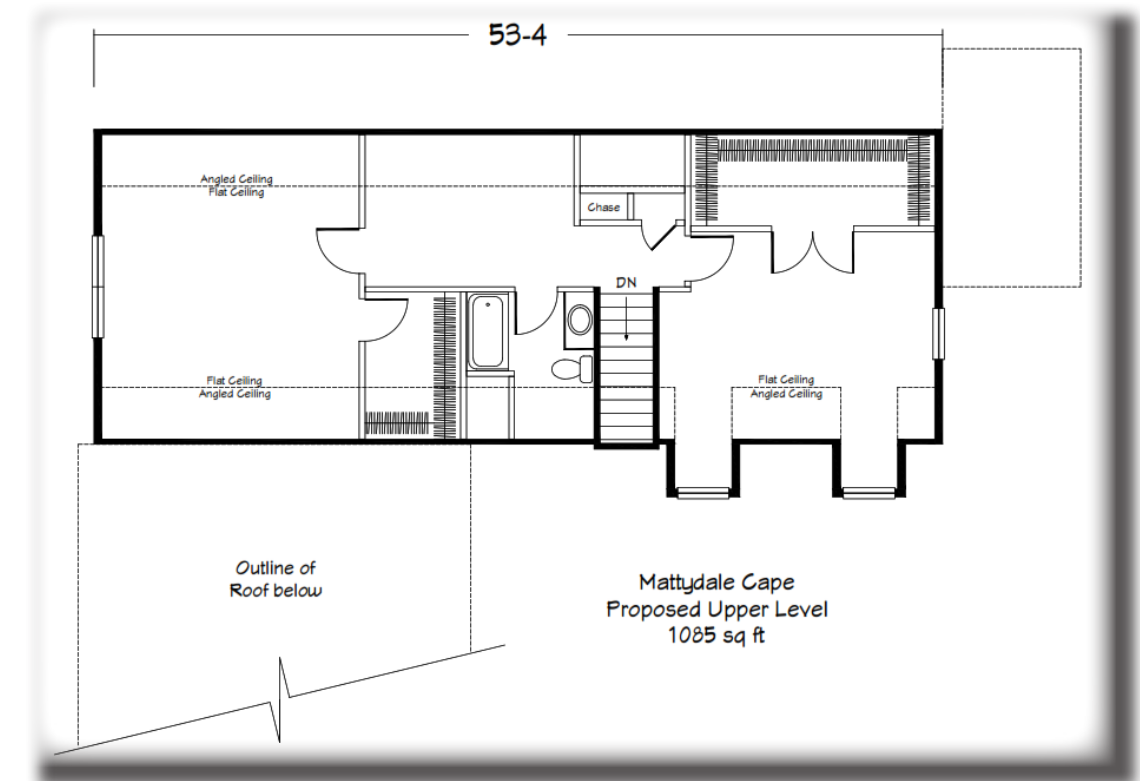 53-4
Angled Ceiling
Flat Ceiling
Chase
DN
Flat Ceiling
Angled Ceiling
Flat Ceiling
Angled Ceiling
Outline of
Roof below
Mattydale Cape
Proposed Upper Level
1085 sq ft